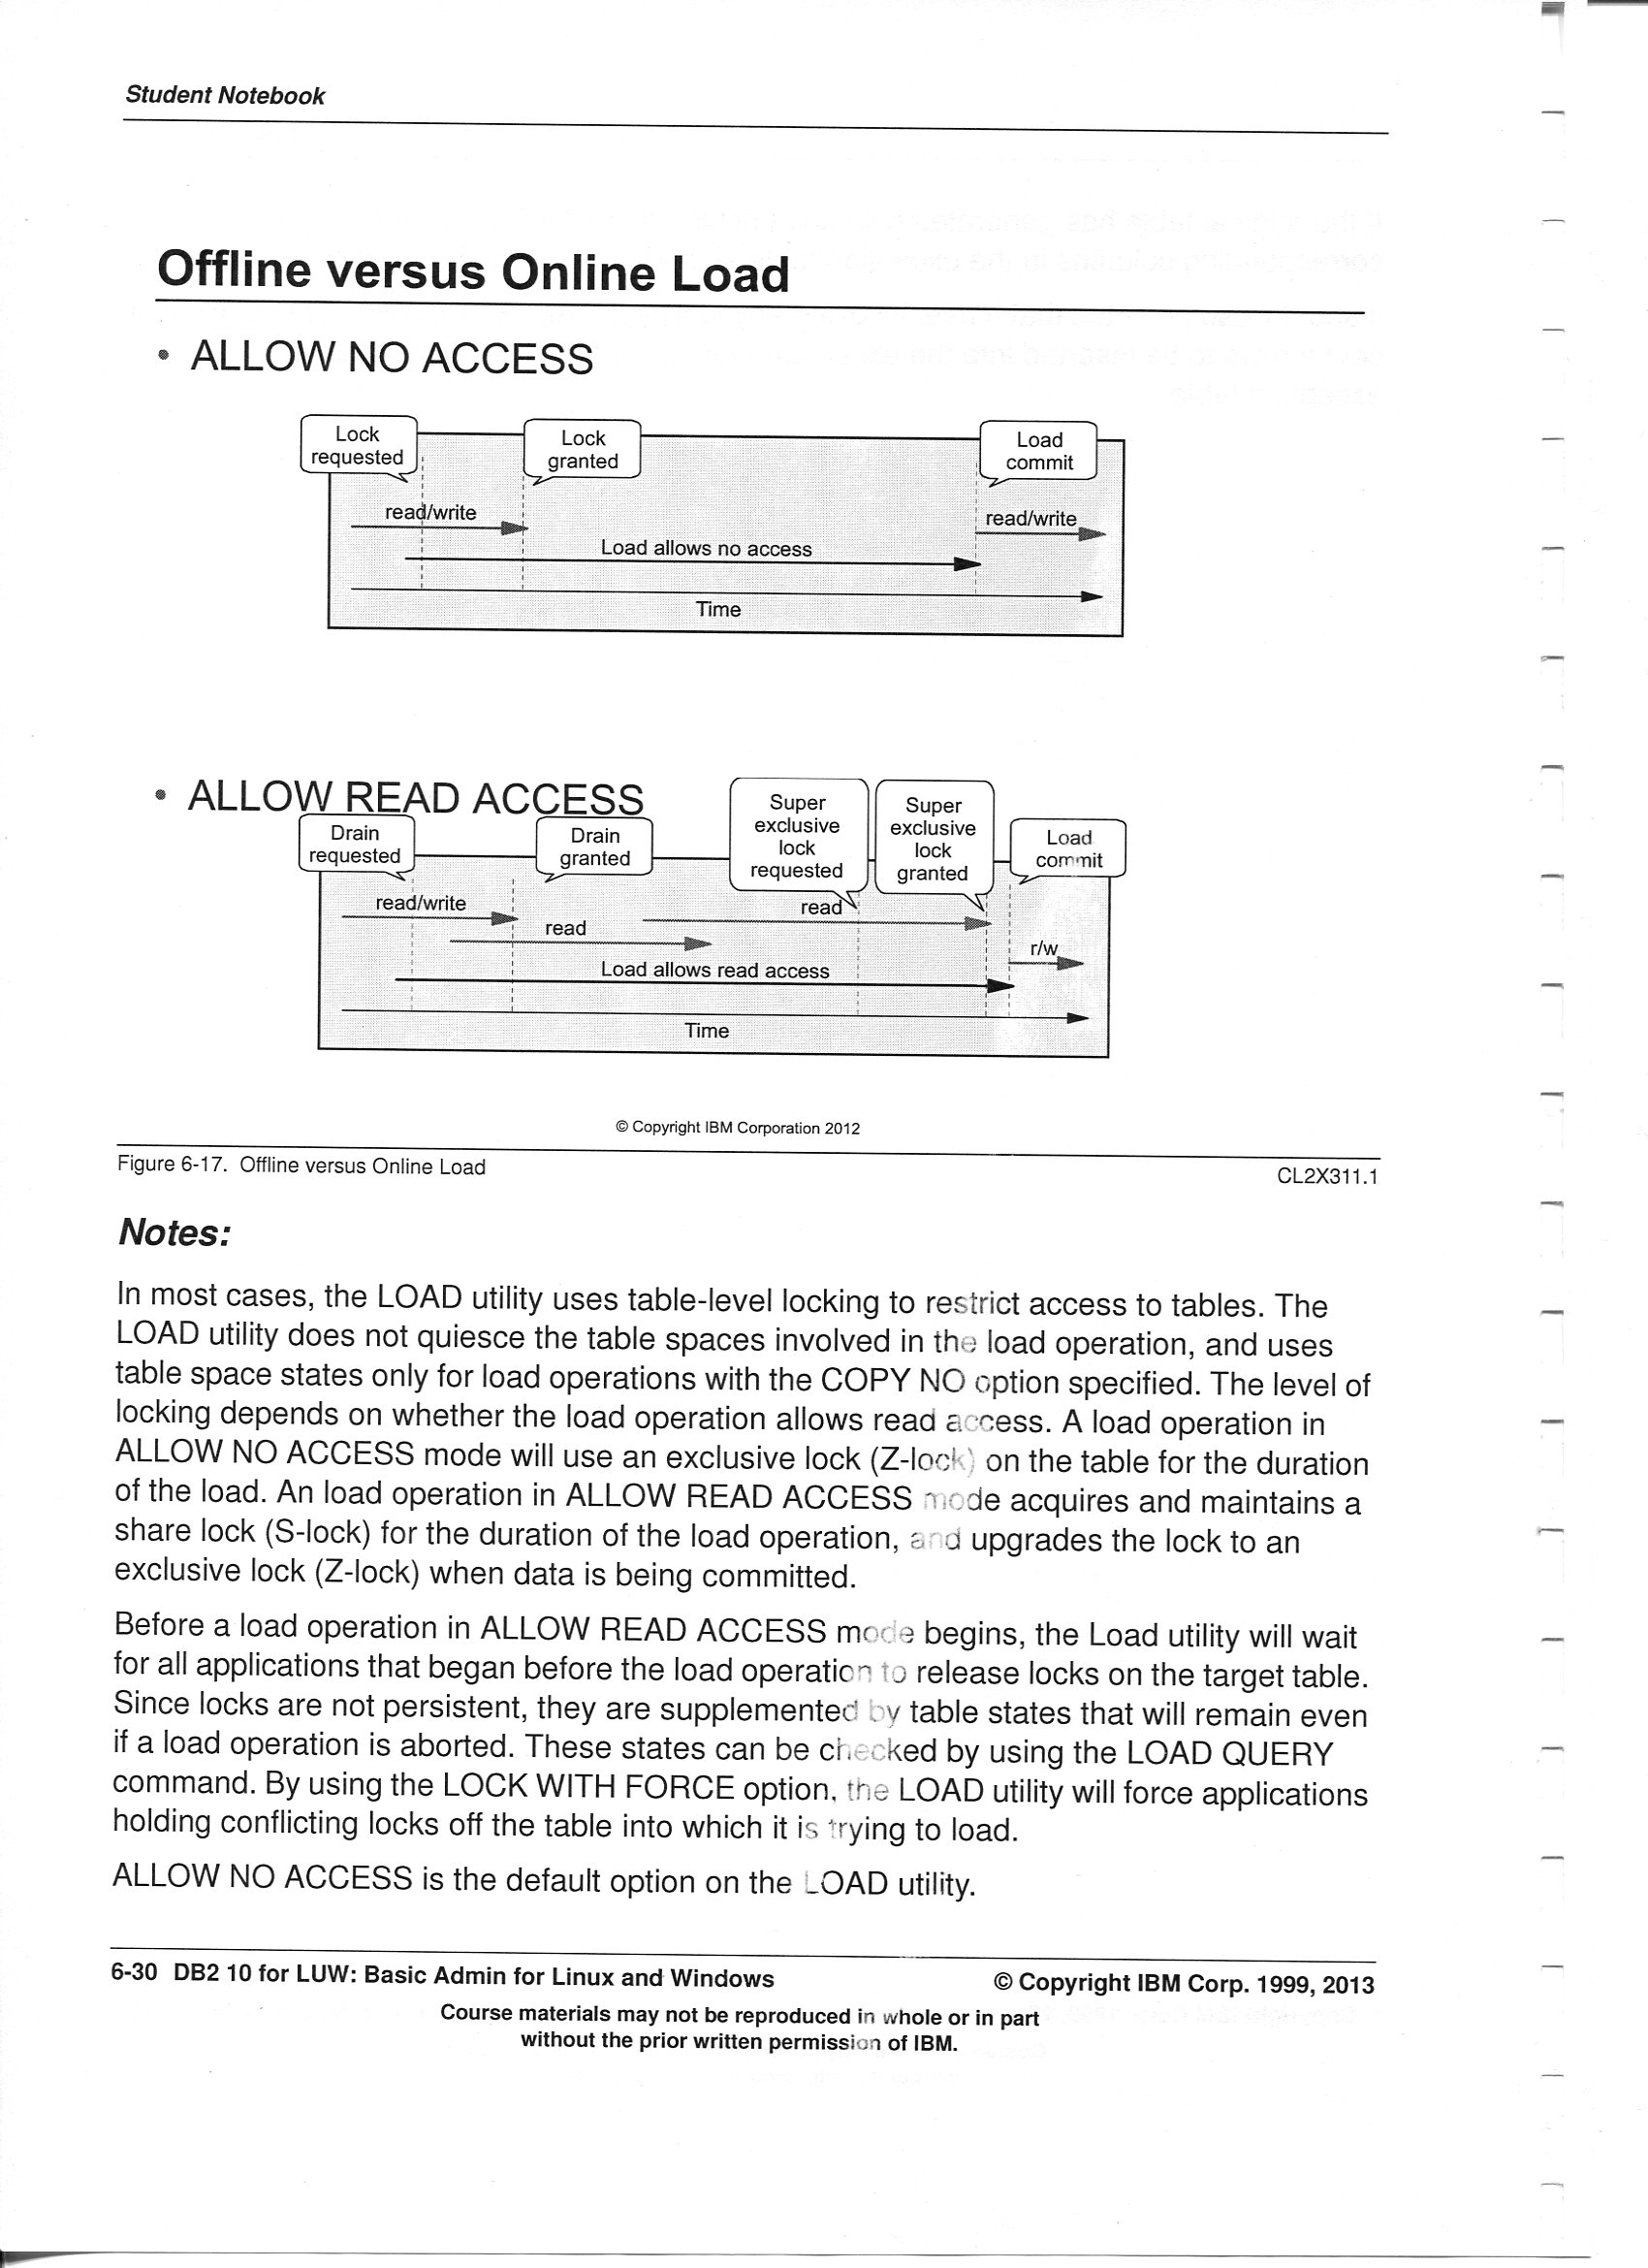 Student Notebook
Offline versus Online Load
• ALLOW NO ACCESS
Lock
requested
Lock
granted
Load
commit
read/write
read/write
Load allows no access
Time
• ALLOW READ ACCESS
Drain
requested
Drain
granted
Super
exclusive
lock
requested
Super
exclusive
lock
granted
Load
commit
read/write
read
read
r/w
Load allows read access
Time
© Copyright IBM Corporation 2012
Figure 6-17. Offline versus Online Load
CL2X311.1
Notes:
In most cases, the LOAD utility uses table-level locking to restrict access to tables. The
LOAD utility does not quiesce the table spaces involved in the load operation, and uses
table space states only for load operations with the COPY NO option specified. The level of
locking depends on whether the load operation allows read access. A load operation in
ALLOW NO ACCESS mode will use an exclusive lock (Z-lock) on the table for the duration
of the load. An load operation in ALLOW READ ACCESS mode acquires and maintains a
share lock (S-lock) for the duration of the load operation, and upgrades the lock to an
exclusive lock (Z-lock) when data is being committed.
Before a load operation in ALLOW READ ACCESS mode begins, the Load utility will wait
for all applications that began before the load operation to release locks on the target table.
Since locks are not persistent, they are supplemented by table states that will remain even
if a load operation is aborted. These states can be checked by using the LOAD QUERY
command. By using the LOCK WITH FORCE option, the LOAD utility will force applications
holding conflicting locks off the table into which it is trying to load.
ALLOW NO ACCESS is the default option on the LOAD utility.
6-30 DB2 10 for LUW: Basic Admin for Linux and Windows
© Copyright IBM Corp. 1999, 2013
Course materials may not be reproduced in whole or in part
without the prior written permission of IBM.